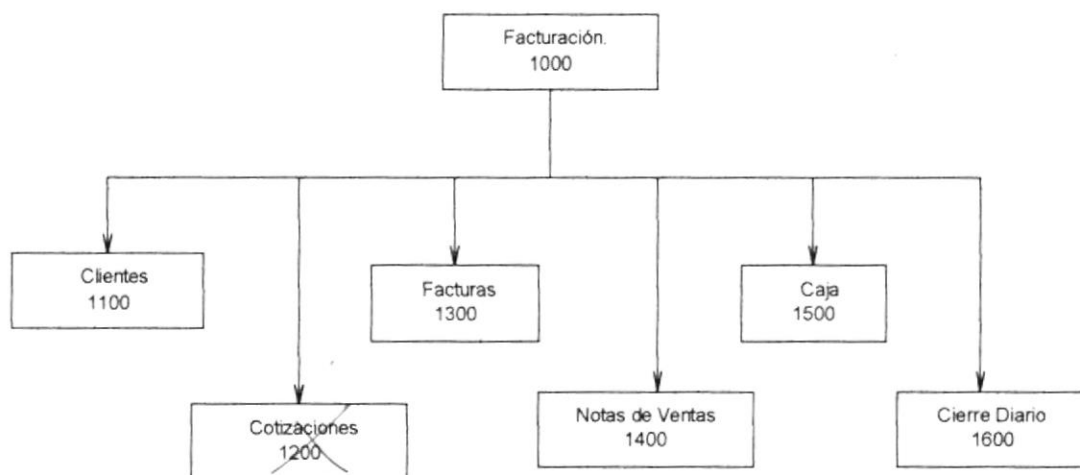 Facturación.
1000
Clientes
1100
Facturas
1300
Caja
1500
Cotizaciones
1200
Notas de Ventas
1400
Cierre Diario
1600